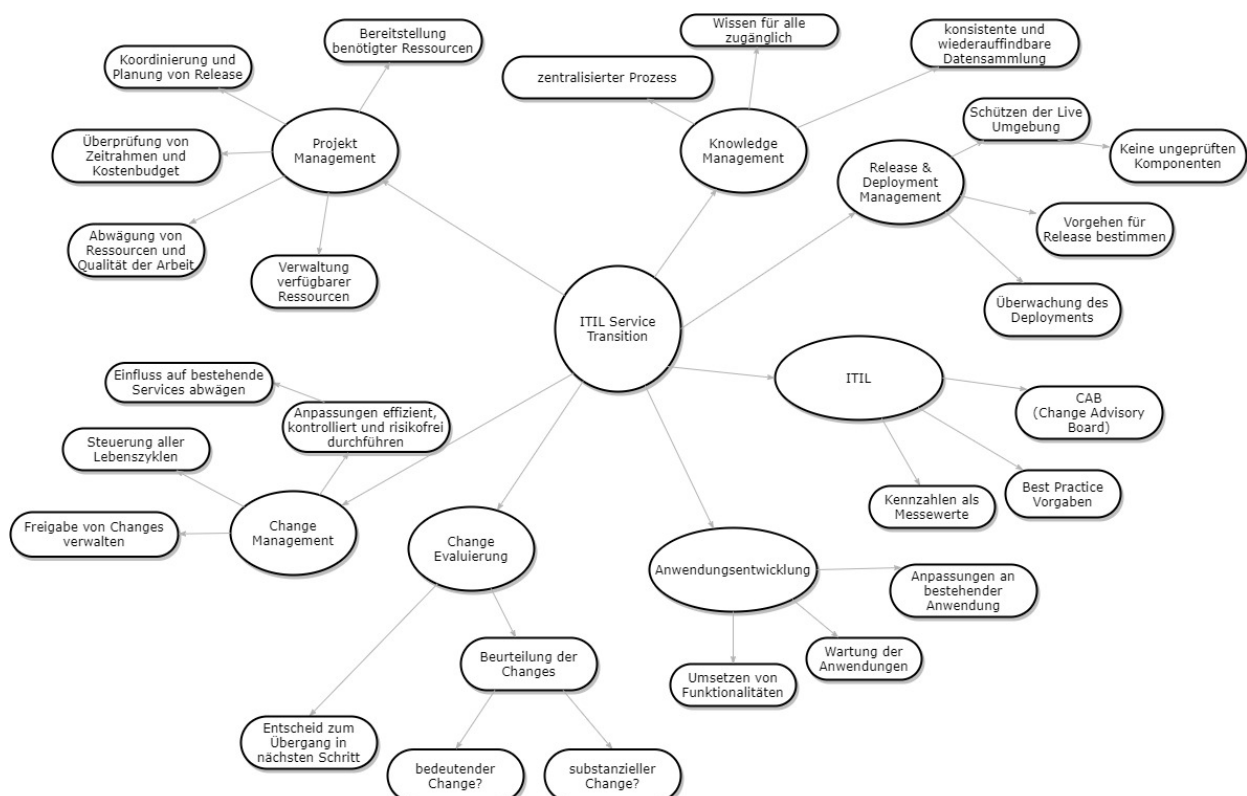 Bereitstellung
benötigter Ressourcen
Koordinierung und
Planung von Release
Überprüfung von
Zeitrahmen und
Kostenbudget
Abwägung von
Ressourcen und
Qualität der Arbeit
Verwaltung
verfügbarer
Ressourcen
Projekt
Management
Wissen für alle
zugänglich
zentralisierter Prozess
konsistente und
wiederauffindbare
Datensammlung
Knowledge
Management
Schützen der Live
Umgebung
Keine ungeprüften
Komponenten
Release &
Deployment
Management
Vorgehen für
Release bestimmen
Überwachung des
Deployments
ITIL Service
Transition
ITIL
CAB
(Change Advisory
Board)
Best Practice
Vorgaben
Kennzahlen als
Messewerte
Einfluss auf bestehende
Services abwägen
Anpassungen effizient,
kontrolliert und risikofrei
durchführen
Steuerung aller
Lebenszyklen
Freigabe von Changes
verwalten
Change
Management
Change
Evaluierung
Beurteilung der
Changes
Entscheid zum
Übergang in
nächsten Schritt
bedeutender
Change?
substanzieller
Change?
Anwendungsentwicklung
Anpassungen an
bestehender
Anwendung
Wartung der
Anwendungen
Umsetzen von
Funktionalitäten